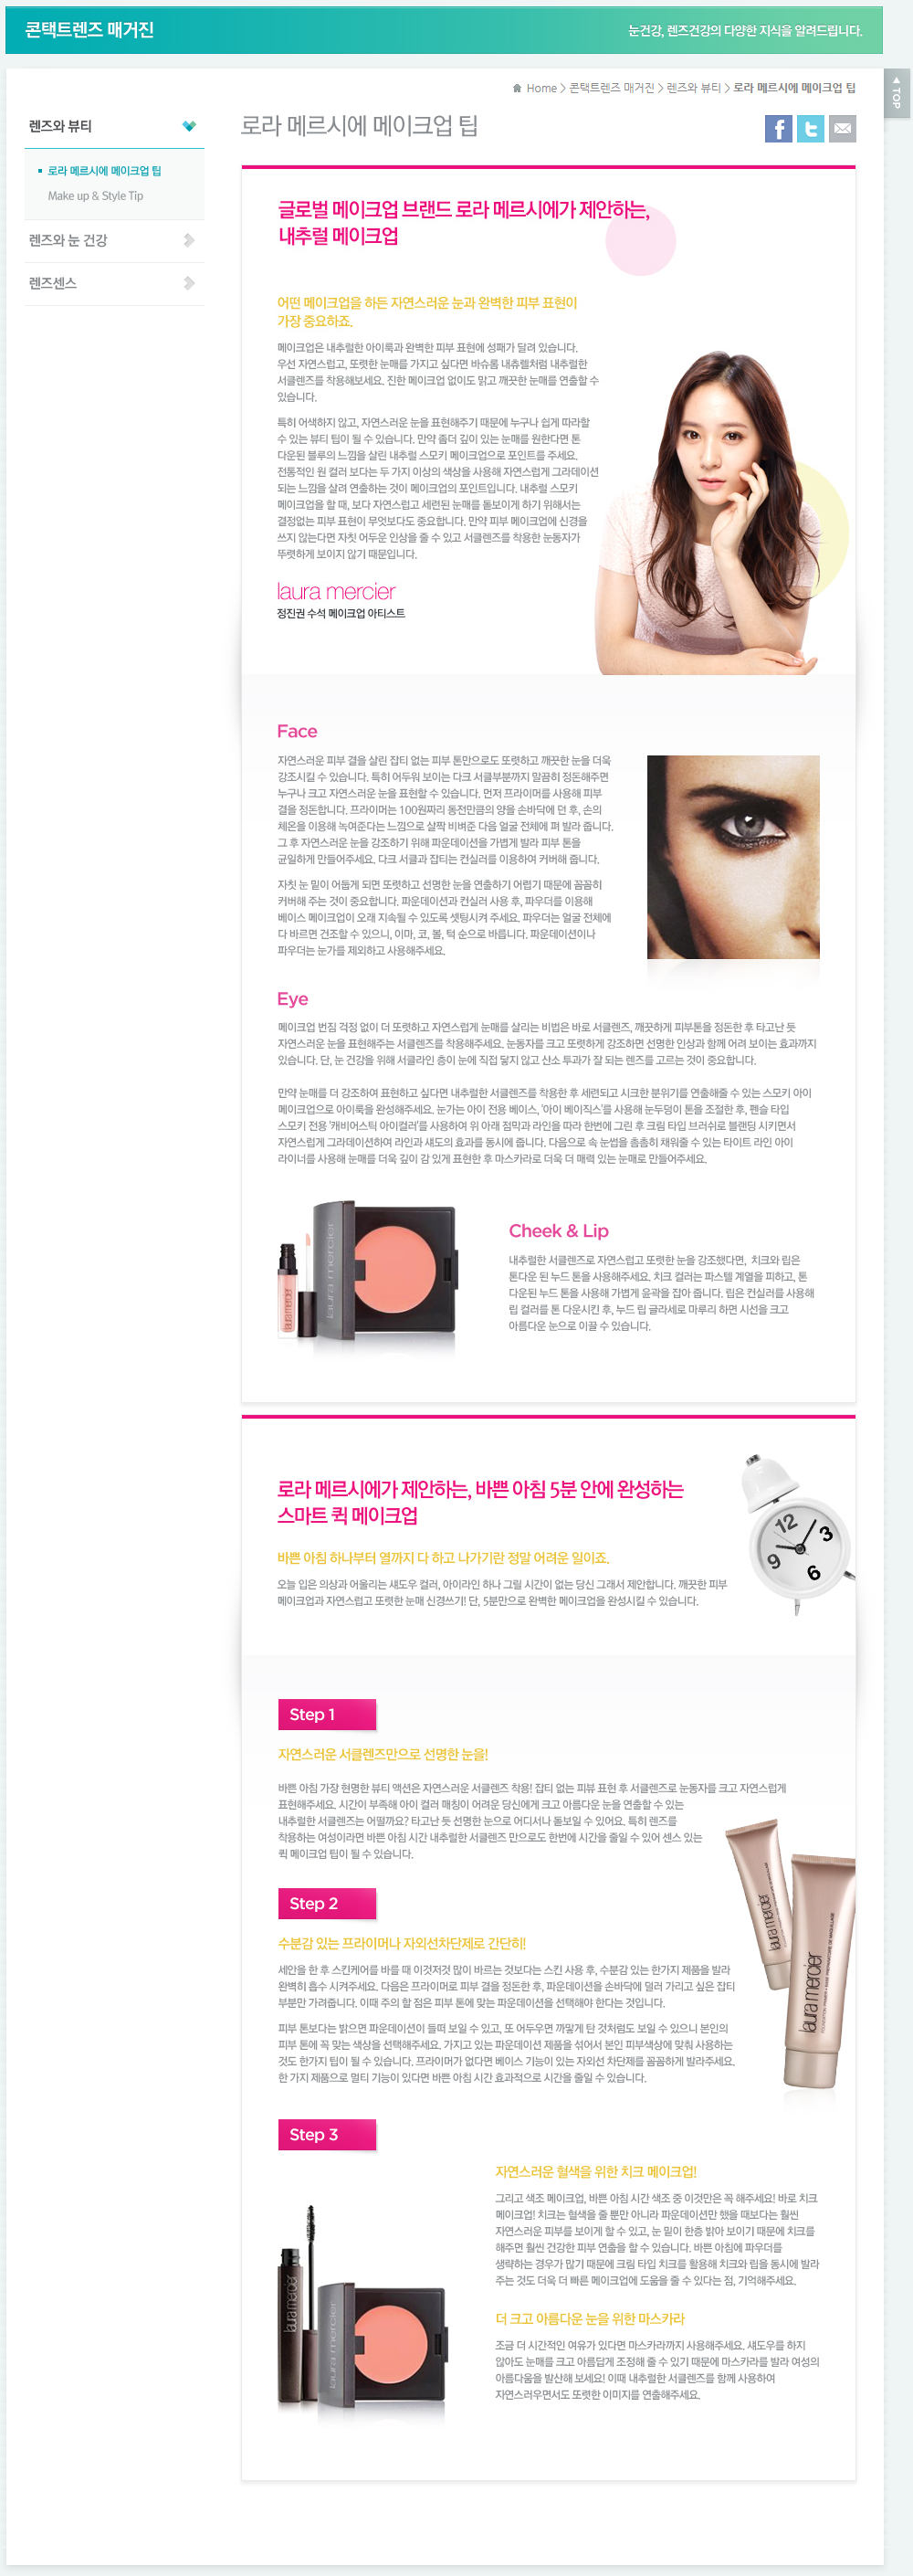 콘택트렌즈 매거진
눈건강, 렌즈건강의 다양한 지식을 알려드립니다.
TOP
Home > 콘택트렌즈 매거진 > 렌즈와 뷰티 > 로라 메르시에 메이크업 팁
렌즈와 뷰티
로라 메르시에 메이크업 팁
Make up & Style Tip
렌즈와 눈 건강
렌즈센스
로라 메르시에 메이크업 팁
글로벌 메이크업 브랜드 로라 메르시에가 제안하는,
내추럴 메이크업
어떤 메이크업을 하든 자연스러운 눈과 완벽한 피부 표현이
가장 중요하죠.
메이크업은 내추럴한 아이룩과 완벽한 피부 표현에 성패가 달려 있습니다.
우선 자연스럽고, 또렷한 눈매를 가지고 싶다면 바슈롬 내츄렐처럼 내추럴한
서클렌즈를 착용해보세요. 진한 메이크업 없이도 맑고 깨끗한 눈매를 연출할 수
있습니다.
특히 어색하지 않고, 자연스러운 눈을 표현해주기 때문에 누구나 쉽게 따라할
수 있는 뷰티 팁이 될 수 있습니다. 만약 좀더 깊이 있는 눈매를 원한다면 톤
다운된 블루의 느낌을 살린 내추럴 스모키 메이크업으로 포인트를 주세요.
전통적인 원 컬러 보다는 두 가지 이상의 색상을 사용해 자연스럽게 그라데이션
되는 느낌을 살려 연출하는 것이 메이크업의 포인트입니다. 내추럴 스모키
메이크업을 할 때, 보다 자연스럽고 세련된 눈매를 돋보이게 하기 위해서는
결점없는 피부 표현이 무엇보다도 중요합니다. 만약 피부 메이크업에 신경을
쓰지 않는다면 자칫 어두운 인상을 줄 수 있고 서클렌즈를 착용한 눈동자가
뚜렷하게 보이지 않기 때문입니다.
laura mercier
정진권 수석 메이크업 아티스트
Face
자연스러운 피부 결을 살린 잡티 없는 피부 톤만으로도 또렷하고 깨끗한 눈을 더욱
강조시킬 수 있습니다. 특히 어두워 보이는 다크 서클부분까지 말끔히 정돈해주면
누구나 크고 자연스러운 눈을 표현할 수 있습니다. 먼저 프라이머를 사용해 피부
결을 정돈합니다. 프라이머는 100원짜리 동전만큼의 양을 손바닥에 던 후, 손의
체온을 이용해 녹여준다는 느낌으로 살짝 비벼준 다음 얼굴 전체에 펴 발라 줍니다.
그 후 자연스러운 눈을 강조하기 위해 파운데이션을 가볍게 발라 피부 톤을
균일하게 만들어주세요. 다크 서클과 잡티는 컨실러를 이용하여 커버해 줍니다.
자칫 눈 밑이 어둡게 되면 또렷하고 선명한 눈을 연출하기 어렵기 때문에 꼼꼼히
커버해 주는 것이 중요합니다. 파운데이션과 컨실러 사용 후, 파우더를 이용해
베이스 메이크업이 오래 지속될 수 있도록 셋팅시켜 주세요. 파우더는 얼굴 전체에
다 바르면 건조할 수 있으니, 이마, 코, 볼, 턱 순으로 바릅니다. 파운데이션이나
파우더는 눈가를 제외하고 사용해주세요.
Eye
메이크업 번짐 걱정 없이 더 또렷하고 자연스럽게 눈매를 살리는 비법은 바로 서클렌즈, 깨끗하게 피부톤을 정돈한 후 타고난 듯
자연스러운 눈을 표현해주는 서클렌즈를 착용해주세요. 눈동자를 크고 또렷하게 강조하면 선명한 인상과 함께 어려 보이는 효과까지
있습니다. 단, 눈 건강을 위해 서클라인 층이 눈에 직접 닿지 않고 산소 투과가 잘 되는 렌즈를 고르는 것이 중요합니다.
만약 눈매를 더 강조하여 표현하고 싶다면 내추럴한 서클렌즈를 착용한 후 세련되고 시크한 분위기를 연출해줄 수 있는 스모키 아이
메이크업으로 아이룩을 완성해주세요. 눈가는 아이 전용 베이스, '아이 베이직스'를 사용해 눈두덩이 톤을 조절한 후, 펜슬 타입
스모키 전용 '캐비어스틱 아이컬러'를 사용하여 위 아래 점막과 라인을 따라 한번에 그린 후 크림 타입 브러쉬로 블랜딩 시키면서
자연스럽게 그라데이션하여 라인과 섀도의 효과를 동시에 줍니다. 다음으로 속 눈썹을 촘촘히 채워줄 수 있는 타이트 라인 아이
라이너를 사용해 눈매를 더욱 깊이 감 있게 표현한 후 마스카라로 더욱 더 매력 있는 눈매로 만들어주세요.
laura mercier
laura mercier
Cheek & Lip
내추럴한 서클렌즈로 자연스럽고 또렷한 눈을 강조했다면, 치크와 립은
톤다운 된 누드 톤을 사용해주세요. 치크 컬러는 파스텔 계열을 피하고, 톤
다운된 누드 톤을 사용해 가볍게 윤곽을 잡아 줍니다. 립은 컨실러를 사용해
립 컬러를 톤 다운시킨 후, 누드 립 글라세로 마루리 하면 시선을 크고
아름다운 눈으로 이끌 수 있습니다.
로라 메르시에가 제안하는, 바쁜 아침 5분 안에 완성하는
스마트 퀵 메이크업
바쁜 아침 하나부터 열까지 다 하고 나가기란 정말 어려운 일이죠.
오늘 입은 의상과 어울리는 섀도우 컬러, 아이라인 하나 그릴 시간이 없는 당신 그래서 제안합니다. 깨끗한 피부
메이크업과 자연스럽고 또렷한 눈매 신경쓰기! 단, 5분만으로 완벽한 메이크업을 완성시킬 수 있습니다.
12
3
6
9
Step 1
자연스러운 서클렌즈만으로 선명한 눈을!
바쁜 아침 가장 현명한 뷰티 액션은 자연스러운 서클렌즈 착용! 잡티 없는 피뷰 표현 후 서클렌즈로 눈동자를 크고 자연스럽게
표현해주세요. 시간이 부족해 아이 컬러 매칭이 어려운 당신에게 크고 아름다운 눈을 연출할 수 있는
내추럴한 서클렌즈는 어떨까요? 타고난 듯 선명한 눈으로 어디서나 돋보일 수 있어요. 특히 렌즈를
착용하는 여성이라면 바쁜 아침 시간 내추럴한 서클렌즈 만으로도 한번에 시간을 줄일 수 있어 센스 있는
퀵 메이크업 팁이 될 수 있습니다.
Step 2
수분감 있는 프라이머나 자외선차단제로 간단히!
세안을 한 후 스킨케어를 바를 때 이것저것 많이 바르는 것보다는 스킨 사용 후, 수분감 있는 한가지 제품을 발라
완벽히 흡수 시켜주세요. 다음은 프라이머로 피부 결을 정돈한 후, 파운데이션을 손바닥에 덜러 가리고 싶은 잡티
부분만 가려줍니다. 이때 주의 할 점은 피부 톤에 맞는 파운데이션을 선택해야 한다는 것입니다.
피부 톤보다는 밝으면 파운데이션이 들떠 보일 수 있고, 또 어두우면 까맣게 탄 것처럼도 보일 수 있으니 본인의
피부 톤에 꼭 맞는 색상을 선택해주세요. 가지고 있는 파운데이션 제품을 섞어서 본인 피부색상에 맞춰 사용하는
것도 한가지 팁이 될 수 있습니다. 프라이머가 없다면 베이스 기능이 있는 자외선 차단제를 꼼꼼하게 발라주세요.
한 가지 제품으로 멀티 기능이 있다면 바쁜 아침 시간 효과적으로 시간을 줄일 수 있습니다.
laura mercier
laura mercier
Step 3
자연스러운 혈색을 위한 치크 메이크업!
그리고 색조 메이크업, 바쁜 아침 시간 색조 중 이것만은 꼭 해주세요! 바로 치크
메이크업! 치크는 혈색을 줄 뿐만 아니라 파운데이션만 했을 때보다는 훨씬
자연스러운 피부를 보이게 할 수 있고, 눈 밑이 한층 밝아 보이기 때문에 치크를
해주면 훨씬 건강한 피부 연출을 할 수 있습니다. 바쁜 아침에 파우더를
생략하는 경우가 많기 때문에 크림 타입 치크를 활용해 치크와 립을 동시에 발라
주는 것도 더욱 더 빠른 메이크업에 도움을 줄 수 있다는 점, 기억해주세요.
더 크고 아름다운 눈을 위한 마스카라
조금 더 시간적인 여유가 있다면 마스카라까지 사용해주세요. 섀도우를 하지
않아도 눈매를 크고 아름답게 조정해 줄 수 있기 때문에 마스카라를 발라 여성의
아름다움을 발산해 보세요! 이때 내추럴한 서클렌즈를 함께 사용하여
자연스러우면서도 또렷한 이미지를 연출해주세요.
laura mercier
laura mercier